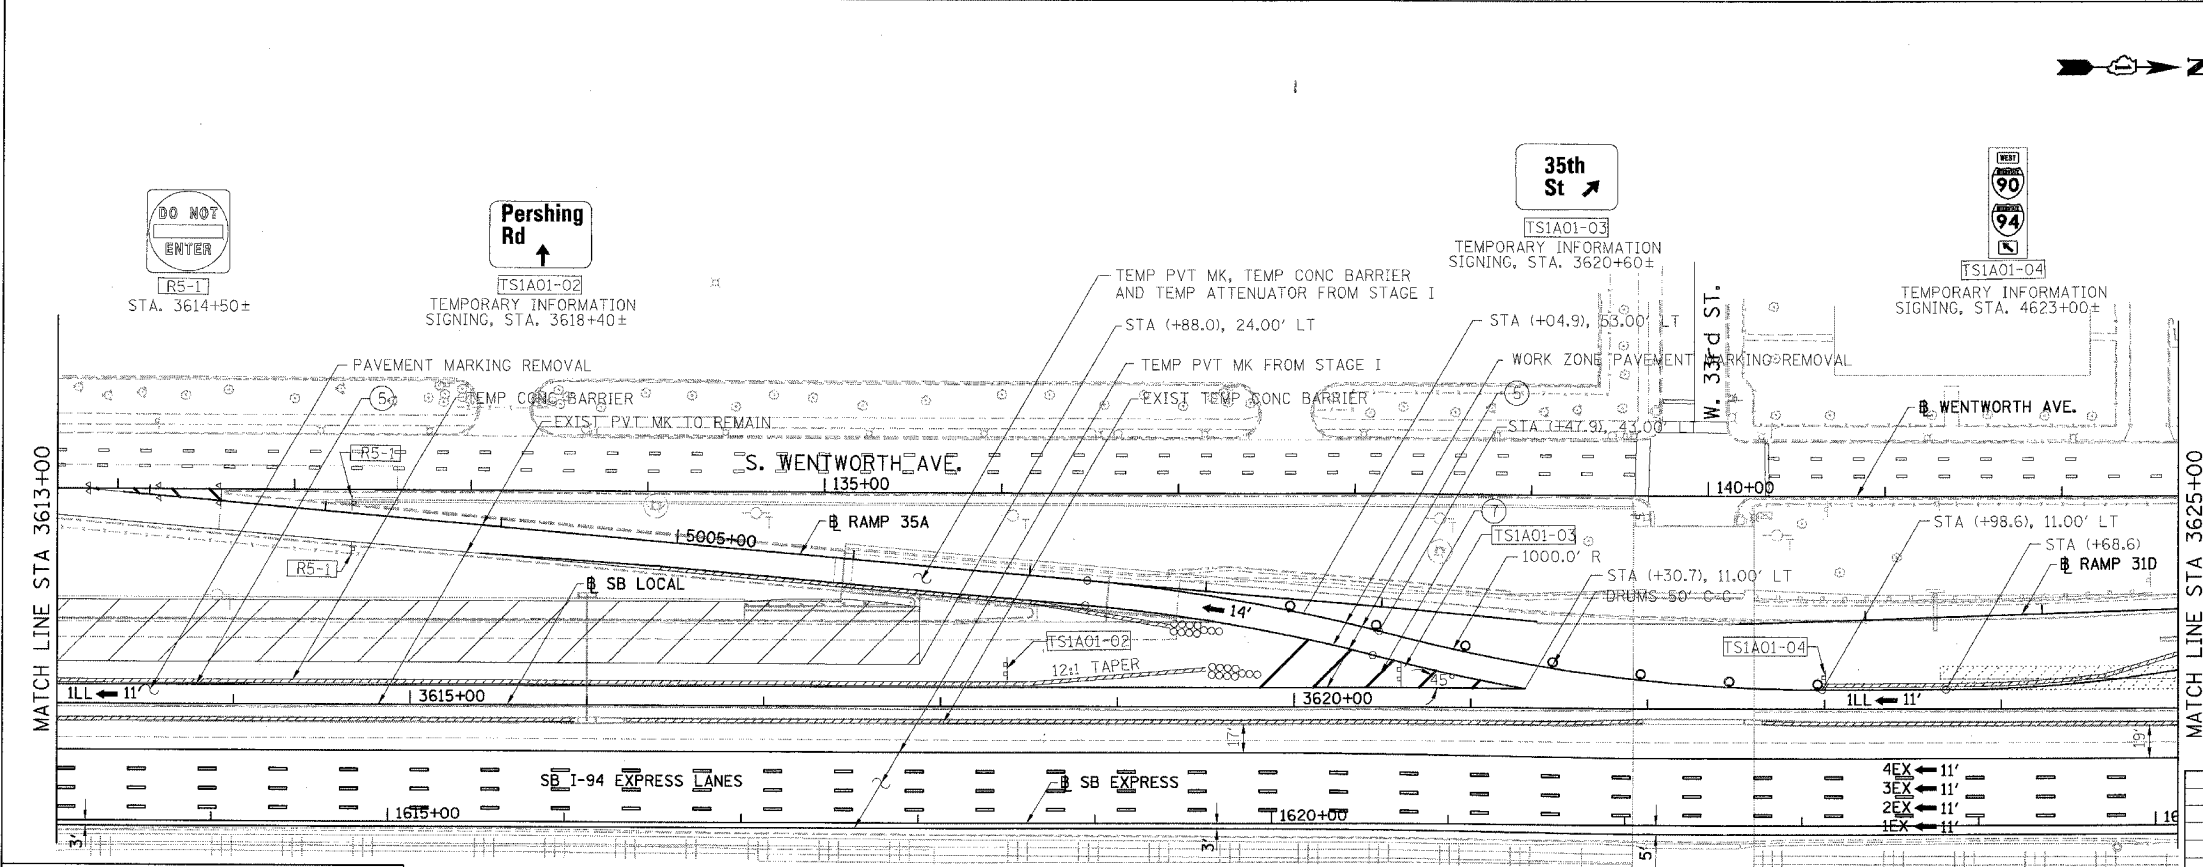 N
DO NOT
ENTER
R5-1
STA. 3614+50±
Pershing
Rd
TS1A01-02
TEMPORARY INFORMATION
SIGNING, STA. 3618+40±
35th
St
TS1A01-03
TEMPORARY INFORMATION
SIGNING, STA. 3620+60±
WEST
90
94
TS1A01-04
TEMPORARY INFORMATION
SIGNING, STA. 4623+00±
TEMP PVT MK, TEMP CONC BARRIER
AND TEMP ATTENUATOR FROM STAGE I
STA (+88.0), 24.00' LT
STA (+04.9), 53.00' LT
W. 33rd ST.
PAVEMENT MARKING REMOVAL
TEMP PVT MK FROM STAGE I
WORK ZONE PAVEMENT MARKING REMOVAL
5
TEMP CONC BARRIER
EXIST TEMP CONC BARRIER
5
EXIST PVT MK TO REMAIN
STA (+47.9), 43.00' LT
℄ WENTWORTH AVE.
R5-1
S. WENTWORTH AVE.
135+00
140+00
MATCH LINE STA 3613+00
MATCH LINE STA 3625+00
5005+00
℄ RAMP 35A
7
TS1A01-03
1000.0' R
STA (+98.6), 11.00' LT
STA (+68.6)
℄ RAMP 31D
R5-1
℄ SB LOCAL
STA (+30.7), 11.00' LT
DRUMS 50' C-C
14'
TS1A01-02
12:1 TAPER
45°
TS1A01-04
1LL 11'
3615+00
3620+00
1LL 11'
17'
19'
SB I-94 EXPRESS LANES
℄ SB EXPRESS
4EX 11'
3EX 11'
2EX 11'
1EX 11'
1615+00
1620+00
16
3'
3'
5'